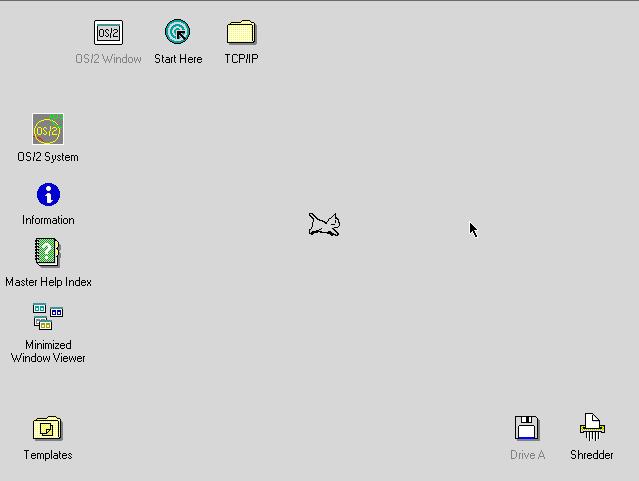 OS/2
OS/2 Window
Start Here
TCP/IP
OS/2
OS/2 System
Information
Master Help Index
Minimized
Window Viewer
Templates
Drive A
Shredder